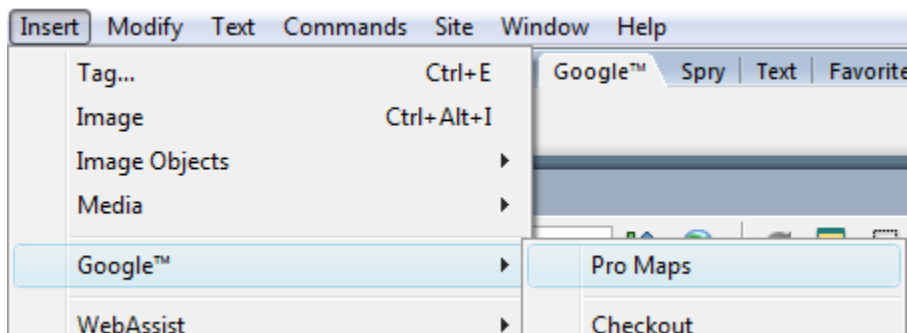 Insert Modify Text Commands Site Window Help
Tag... Ctrl+E Google™ Spry Text Favorite
Image Ctrl+Alt+I
Image Objects
Media
Google™ Pro Maps
WebAssist Checkout